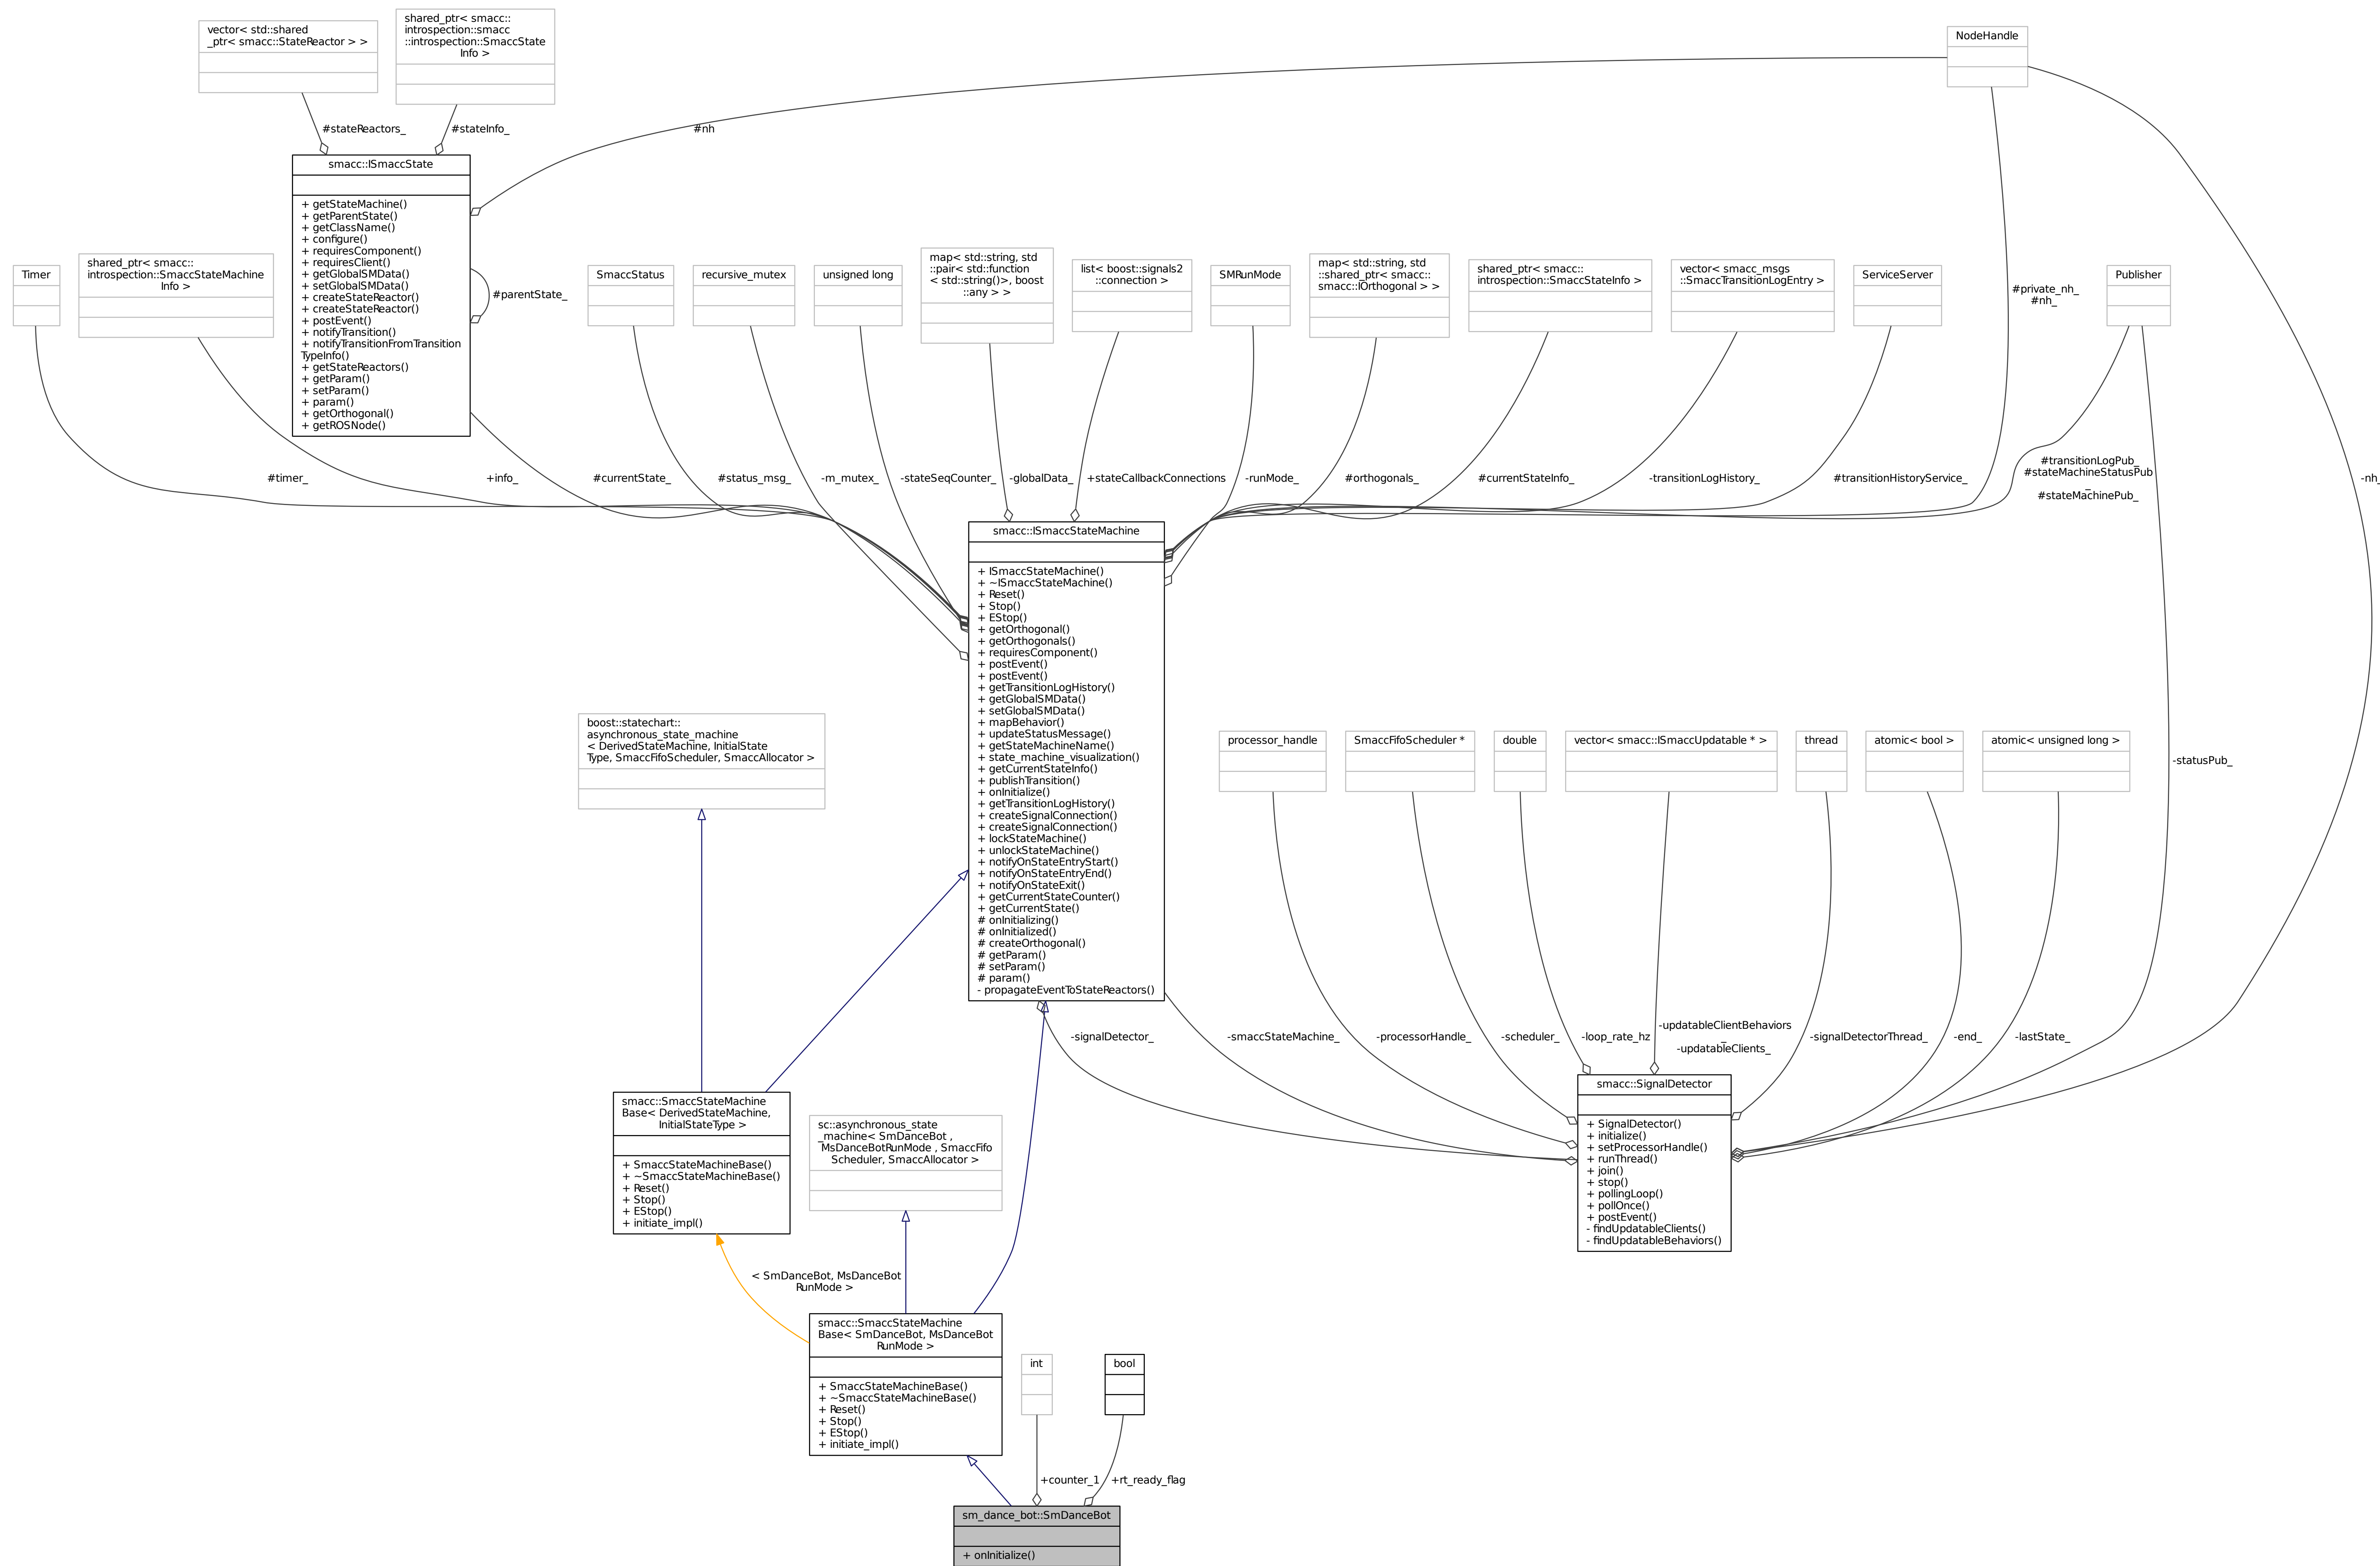 vector< std::shared
_ptr< smacc::StateReactor > >
shared_ptr< smacc::
introspection::smacc
::introspection::SmaccState
Info >
NodeHandle
#stateReactors_
#stateInfo_
#nh
smacc::ISmaccState
+ getStateMachine()
+ getParentState()
+ getClassName()
+ configure()
+ requiresComponent()
+ requiresClient()
+ getGlobalSMData()
+ setGlobalSMData()
+ createStateReactor()
+ createStateReactor()
+ postEvent()
+ notifyTransition()
+ notifyTransitionFromTransition
TypeInfo()
+ getStateReactors()
+ getParam()
+ setParam()
+ param()
+ getOrthogonal()
+ getROSNode()
#parentState_
Timer
shared_ptr< smacc::
introspection::SmaccStateMachine
Info >
SmaccStatus
recursive_mutex
unsigned long
map< std::string, std
::pair< std::function
< std::string()>, boost
::any > >
list< boost::signals2
::connection >
SMRunMode
map< std::string, std
::shared_ptr< smacc::
smacc::IOrthogonal > >
shared_ptr< smacc::
introspection::SmaccStateInfo >
vector< smacc_msgs
::SmaccTransitionLogEntry >
ServiceServer
#private_nh_
#nh_
Publisher
#timer_
+info_
#currentState_
#status_msg_
-m_mutex_
-stateSeqCounter_
-globalData_
+stateCallbackConnections
-runMode_
#orthogonals_
#currentStateInfo_
-transitionLogHistory_
#transitionHistoryService_
#transitionLogPub_
#stateMachineStatusPub
_
#stateMachinePub_
-nh_
smacc::ISmaccStateMachine
+ ISmaccStateMachine()
+ ~ISmaccStateMachine()
+ Reset()
+ Stop()
+ EStop()
+ getOrthogonal()
+ getOrthogonals()
+ requiresComponent()
+ postEvent()
+ postEvent()
+ getTransitionLogHistory()
+ getGlobalSMData()
+ setGlobalSMData()
+ mapBehavior()
+ updateStatusMessage()
+ getStateMachineName()
+ state_machine_visualization()
+ getCurrentStateInfo()
+ publishTransition()
+ onInitialize()
+ getTransitionLogHistory()
+ createSignalConnection()
+ createSignalConnection()
+ lockStateMachine()
+ unlockStateMachine()
+ notifyOnStateEntryStart()
+ notifyOnStateEntryEnd()
+ notifyOnStateExit()
+ getCurrentStateCounter()
+ getCurrentState()
# onInitializing()
# onInitialized()
# createOrthogonal()
# getParam()
# setParam()
# param()
- propagateEventToStateReactors()
boost::statechart::
asynchronous_state_machine
< DerivedStateMachine, InitialState
Type, SmaccFifoScheduler, SmaccAllocator >
processor_handle
SmaccFifoScheduler *
double
vector< smacc::ISmaccUpdatable * >
thread
atomic< bool >
atomic< unsigned long >
-statusPub_
-signalDetector_
-smaccStateMachine_
-processorHandle_
-scheduler_
-loop_rate_hz
-updatableClientBehaviors
_
-updatableClients_
-signalDetectorThread_
-end_
-lastState_
smacc::SignalDetector
+ SignalDetector()
+ initialize()
+ setProcessorHandle()
+ runThread()
+ join()
+ stop()
+ pollingLoop()
+ pollOnce()
+ postEvent()
- findUpdatableClients()
- findUpdatableBehaviors()
smacc::SmaccStateMachine
Base< DerivedStateMachine,
InitialStateType >
+ SmaccStateMachineBase()
+ ~SmaccStateMachineBase()
+ Reset()
+ Stop()
+ EStop()
+ initiate_impl()
sc::asynchronous_state
_machine< SmDanceBot ,
MsDanceBotRunMode , SmaccFifo
Scheduler, SmaccAllocator >
< SmDanceBot, MsDanceBot
RunMode >
smacc::SmaccStateMachine
Base< SmDanceBot, MsDanceBot
RunMode >
+ SmaccStateMachineBase()
+ ~SmaccStateMachineBase()
+ Reset()
+ Stop()
+ EStop()
+ initiate_impl()
int
bool
+counter_1
+rt_ready_flag
sm_dance_bot::SmDanceBot
+ onInitialize()